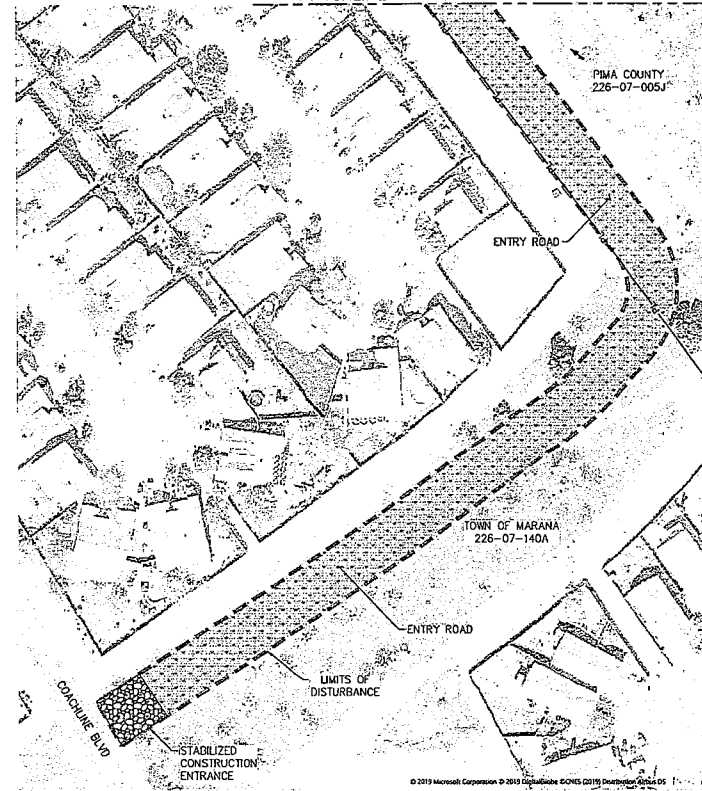 PIMA COUNTY
226-07-005J
ENTRY ROAD
TOWN OF MARANA
226-07-140A
ENTRY ROAD
LIMITS OF
DISTURBANCE
COACHLINE BLVD
STABILIZED
CONSTRUCTION
ENTRANCE
© 2019 Microsoft Corporation © 2019 DigitalGlobe ©CNES (2019) Distribution Airbus DS